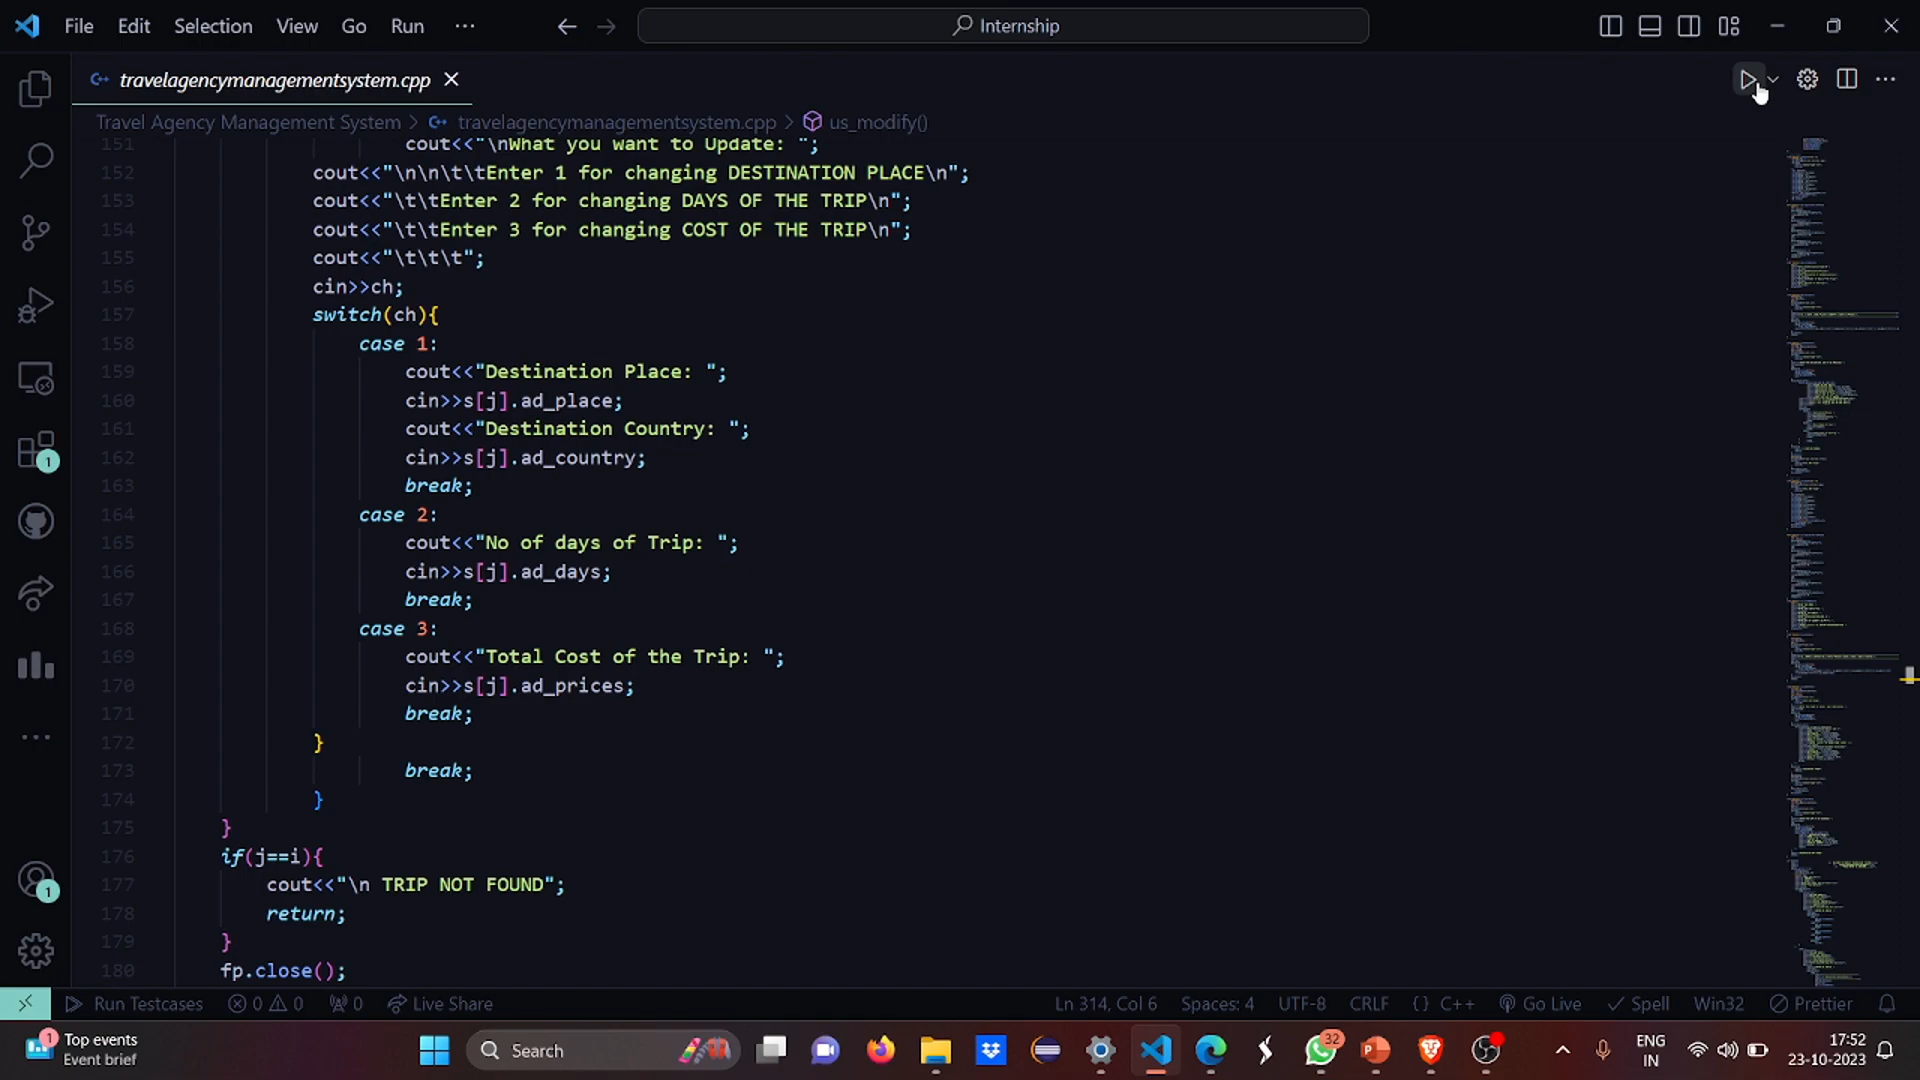 File Edit Selection View Go Run ··· Internship
travelagencymanagementsystem.cpp
Travel Agency Management System > travelagencymanagementsystem.cpp > us_modify()
151 cout<<"\nWhat you want to Update: ";
152 cout<<"\n\n\t\tEnter 1 for changing DESTINATION PLACE\n";
153 cout<<"\t\tEnter 2 for changing DAYS OF THE TRIP\n";
154 cout<<"\t\tEnter 3 for changing COST OF THE TRIP\n";
155 cout<<"\t\t\t";
156 cin>>ch;
157 switch(ch){
158 case 1:
159 cout<<"Destination Place: ";
160 cin>>s[j].ad_place;
161 cout<<"Destination Country: ";
162 cin>>s[j].ad_country;
163 break;
164 case 2:
165 cout<<"No of days of Trip: ";
166 cin>>s[j].ad_days;
167 break;
168 case 3:
169 cout<<"Total Cost of the Trip: ";
170 cin>>s[j].ad_prices;
171 break;
172 }
173 break;
174 }
175 }
176 if(j==i){
177 cout<<"\n TRIP NOT FOUND";
178 return;
179 }
180 fp.close();
1
1
Run Testcases 0 0 0 Live Share Ln 314, Col 6 Spaces: 4 UTF-8 CRLF {} C++ Go Live Spell Win32 Prettier
1 Top events
Event brief
Search
32
ENG
IN
17:52
23-10-2023